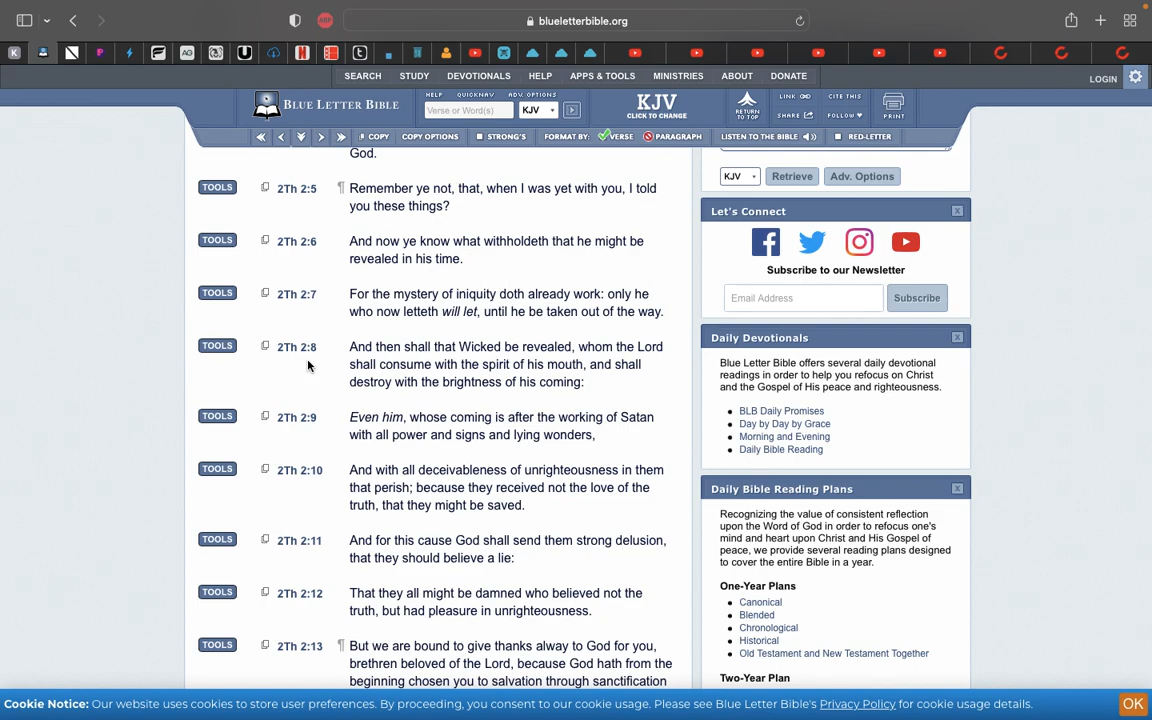 blueletterbible.org
SEARCH STUDY DEVOTIONALS HELP APPS & TOOLS MINISTRIES ABOUT DONATE
LOGIN
BLUE LETTER BIBLE
HELP QUICKNAV ADV. OPTIONS
Verse or Word(s) KJV
KJV
CLICK TO CHANGE
RETURN TO TOP
LINK CITE THIS
SHARE FOLLOW
PRINT
COPY COPY OPTIONS STRONG'S FORMAT BY: VERSE PARAGRAPH LISTEN TO THE BIBLE RED-LETTER
God.
TOOLS 2Th 2:5 ¶ Remember ye not, that, when I was yet with you, I told
you these things?
TOOLS 2Th 2:6 And now ye know what withholdeth that he might be
revealed in his time.
TOOLS 2Th 2:7 For the mystery of iniquity doth already work: only he
who now letteth will let, until he be taken out of the way.
TOOLS 2Th 2:8 And then shall that Wicked be revealed, whom the Lord
shall consume with the spirit of his mouth, and shall
destroy with the brightness of his coming:
TOOLS 2Th 2:9 Even him, whose coming is after the working of Satan
with all power and signs and lying wonders,
TOOLS 2Th 2:10 And with all deceivableness of unrighteousness in them
that perish; because they received not the love of the
truth, that they might be saved.
TOOLS 2Th 2:11 And for this cause God shall send them strong delusion,
that they should believe a lie:
TOOLS 2Th 2:12 That they all might be damned who believed not the
truth, but had pleasure in unrighteousness.
TOOLS 2Th 2:13 ¶ But we are bound to give thanks alway to God for you,
brethren beloved of the Lord, because God hath from the
beginning chosen you to salvation through sanctification
KJV Retrieve Adv. Options
Let's Connect
Subscribe to our Newsletter
Email Address Subscribe
Daily Devotionals
Blue Letter Bible offers several daily devotional
readings in order to help you refocus on Christ
and the Gospel of His peace and righteousness.
BLB Daily Promises
Day by Day by Grace
Morning and Evening
Daily Bible Reading
Daily Bible Reading Plans
Recognizing the value of consistent reflection
upon the Word of God in order to refocus one's
mind and heart upon Christ and His Gospel of
peace, we provide several reading plans designed
to cover the entire Bible in a year.
One-Year Plans
Canonical
Blended
Chronological
Historical
Old Testament and New Testament Together
Two-Year Plan
Cookie Notice: Our website uses cookies to store user preferences. By proceeding, you consent to our cookie usage. Please see Blue Letter Bible's Privacy Policy for cookie usage details. OK